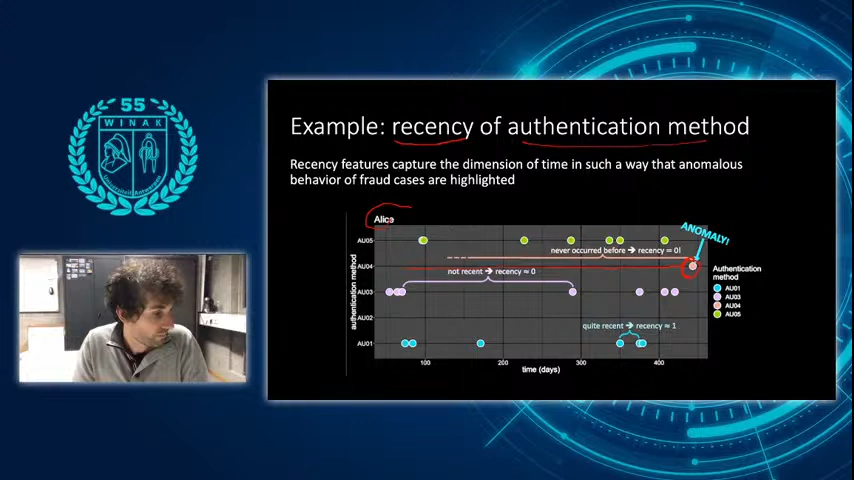 55
WINAK
Universiteit Antwerpen
Example: recency of authentication method
Recency features capture the dimension of time in such a way that anomalous
behavior of fraud cases are highlighted
Alice
ANOMALY!
AU05
never occurred before → recency = 0!
AU04
not recent → recency ≈ 0
AU03
AU02
quite recent → recency ≈ 1
AU01
authentication method
100
200
300
400
time (days)
Authentication
method
AU01
AU03
AU04
AU05